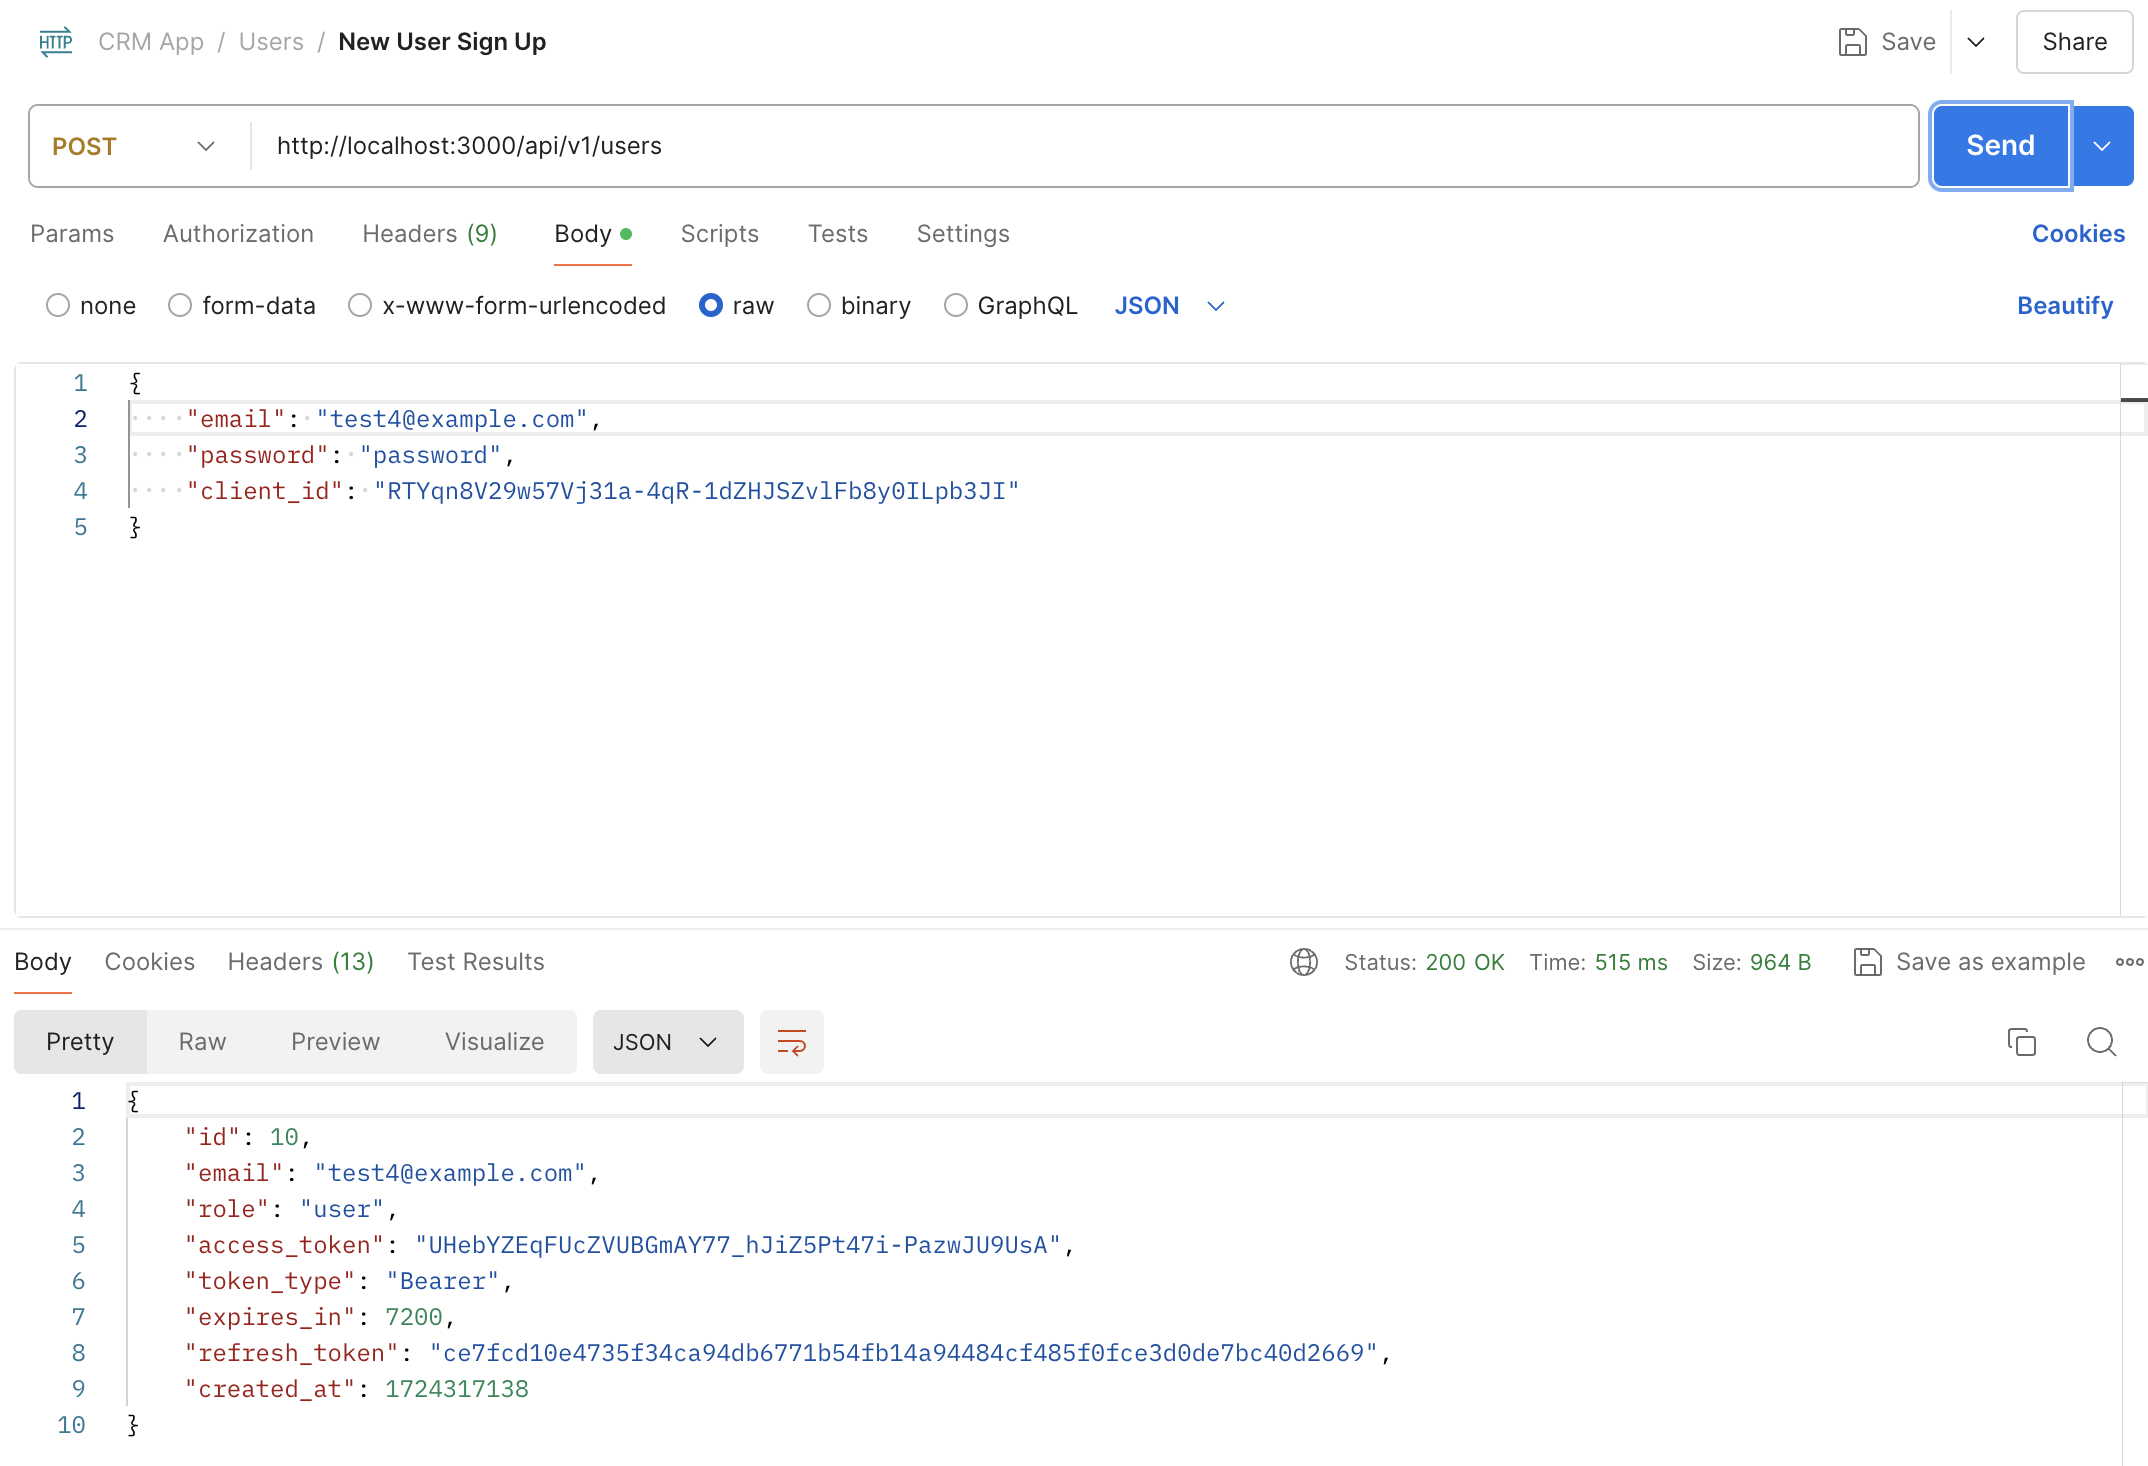 HTTP CRM App / Users / New User Sign Up Save Share
POST http://localhost:3000/api/v1/users Send
Params Authorization Headers (9) Body Scripts Tests Settings Cookies
none form-data x-www-form-urlencoded raw binary GraphQL JSON Beautify
1 {
2 "email": "test4@example.com",
3 "password": "password",
4 "client_id": "RTYqn8V29w57Vj31a-4qR-1dZHJSZvlFb8y0ILpb3JI"
5 }
Body Cookies Headers (13) Test Results Status: 200 OK Time: 515 ms Size: 964 B Save as example
Pretty Raw Preview Visualize JSON
1 {
2 "id": 10,
3 "email": "test4@example.com",
4 "role": "user",
5 "access_token": "UHebYZEqFUcZVUBGmAY77_hJiZ5Pt47i-PazwJU9UsA",
6 "token_type": "Bearer",
7 "expires_in": 7200,
8 "refresh_token": "ce7fcd10e4735f34ca94db6771b54fb14a94484cf485f0fce3d0de7bc40d2669",
9 "created_at": 1724317138
10 }